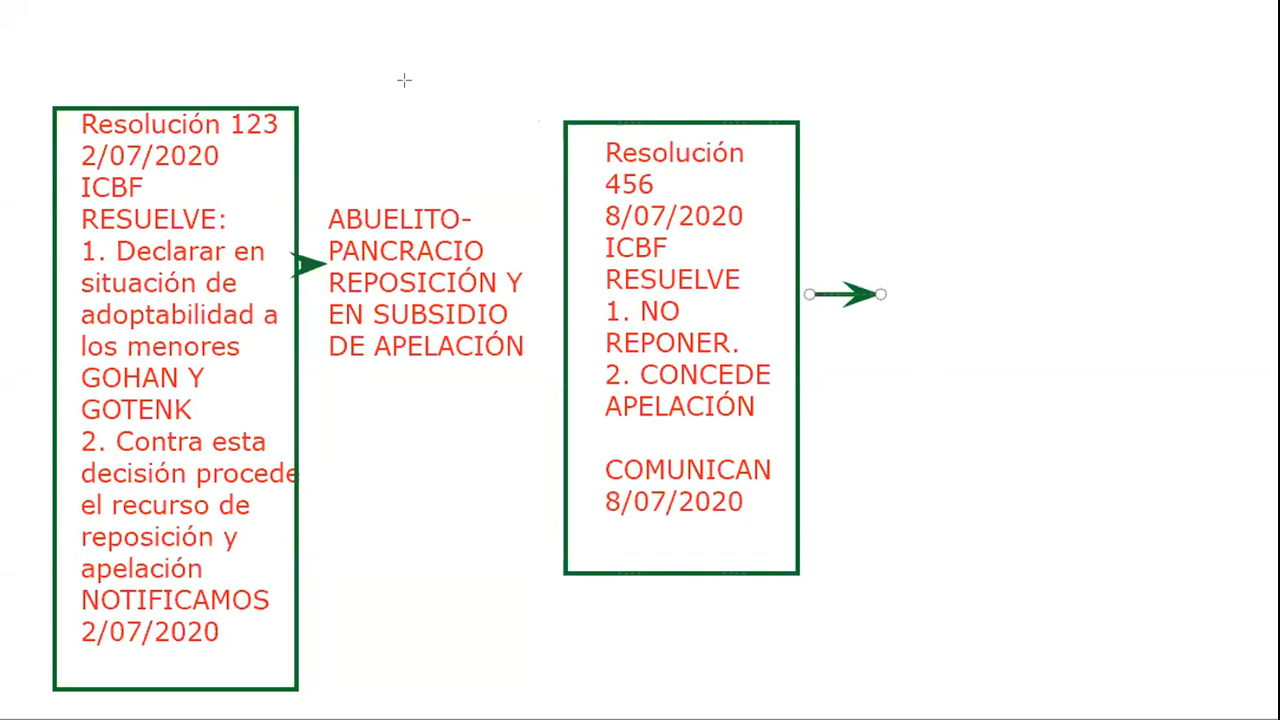 Resolución 123
2/07/2020
ICBF
RESUELVE:
1. Declarar en
situación de
adoptabilidad a
los menores
GOHAN Y
GOTENK
2. Contra esta
decisión procede
el recurso de
reposición y
apelación
NOTIFICAMOS
2/07/2020
ABUELITO-
PANCRACIO
REPOSICIÓN Y
EN SUBSIDIO
DE APELACIÓN
Resolución
456
8/07/2020
ICBF
RESUELVE
1. NO
REPONER.
2. CONCEDE
APELACIÓN
COMUNICAN
8/07/2020